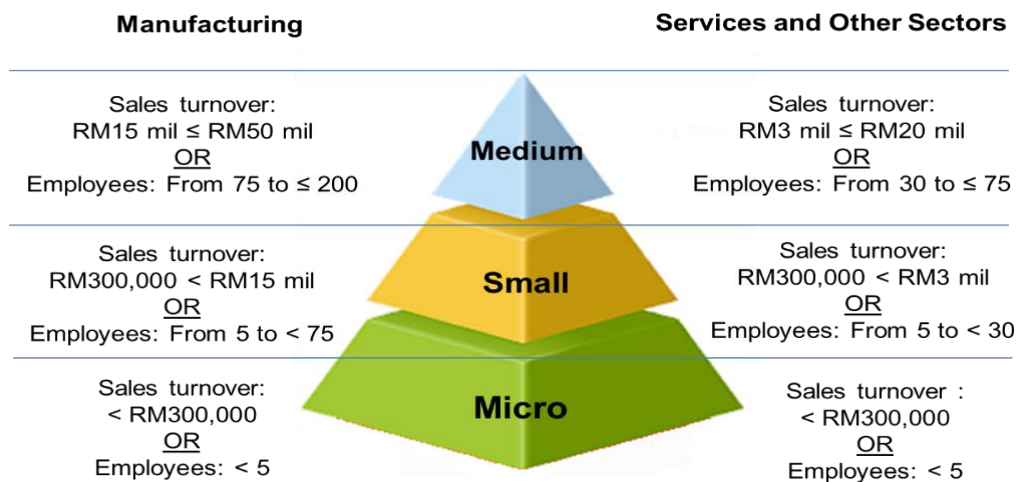 Manufacturing
Services and Other Sectors
Sales turnover:
RM15 mil ≤ RM50 mil
OR
Employees: From 75 to ≤ 200
Medium
Sales turnover:
RM3 mil ≤ RM20 mil
OR
Employees: From 30 to ≤ 75
Sales turnover:
RM300,000 < RM15 mil
OR
Employees: From 5 to < 75
Small
Sales turnover:
RM300,000 < RM3 mil
OR
Employees: From 5 to < 30
Sales turnover:
< RM300,000
OR
Employees: < 5
Micro
Sales turnover :
< RM300,000
OR
Employees: < 5